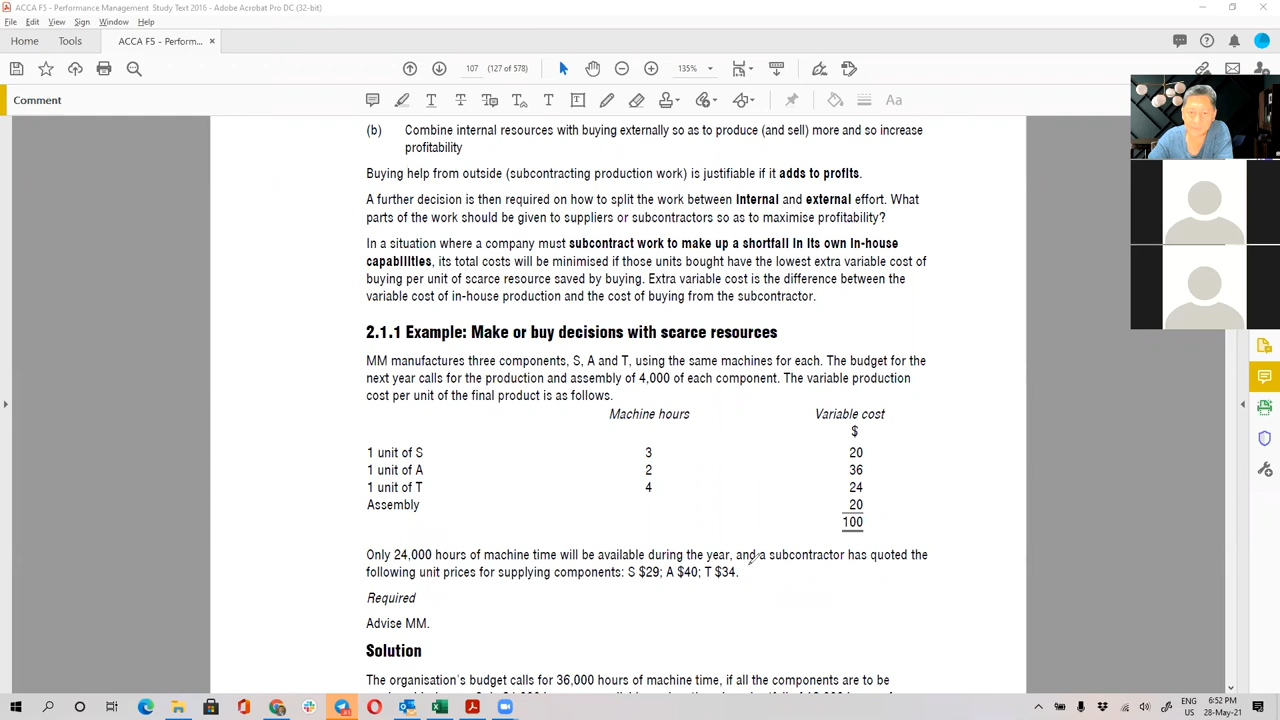 ACCA F5 - Performance Management Study Text 2016 - Adobe Acrobat Pro DC (32-bit)
File Edit View Sign Window Help
Home Tools ACCA F5 - Perform... ×
107 (127 of 578) 135%
Comment
(b) Combine internal resources with buying externally so as to produce (and sell) more and so increase
profitability
Buying help from outside (subcontracting production work) is justifiable if it adds to profits.
A further decision is then required on how to split the work between internal and external effort. What
parts of the work should be given to suppliers or subcontractors so as to maximise profitability?
In a situation where a company must subcontract work to make up a shortfall in its own in-house
capabilities, its total costs will be minimised if those units bought have the lowest extra variable cost of
buying per unit of scarce resource saved by buying. Extra variable cost is the difference between the
variable cost of in-house production and the cost of buying from the subcontractor.
2.1.1 Example: Make or buy decisions with scarce resources
MM manufactures three components, S, A and T, using the same machines for each. The budget for the
next year calls for the production and assembly of 4,000 of each component. The variable production
cost per unit of the final product is as follows.
Machine hours Variable cost
$
1 unit of S 3 20
1 unit of A 2 36
1 unit of T 4 24
Assembly 20
100
Only 24,000 hours of machine time will be available during the year, and a subcontractor has quoted the
following unit prices for supplying components: S $29; A $40; T $34.
Required
Advise MM.
Solution
The organisation's budget calls for 36,000 hours of machine time, if all the components are to be
ENG 6:52 PM
US 28-May-21